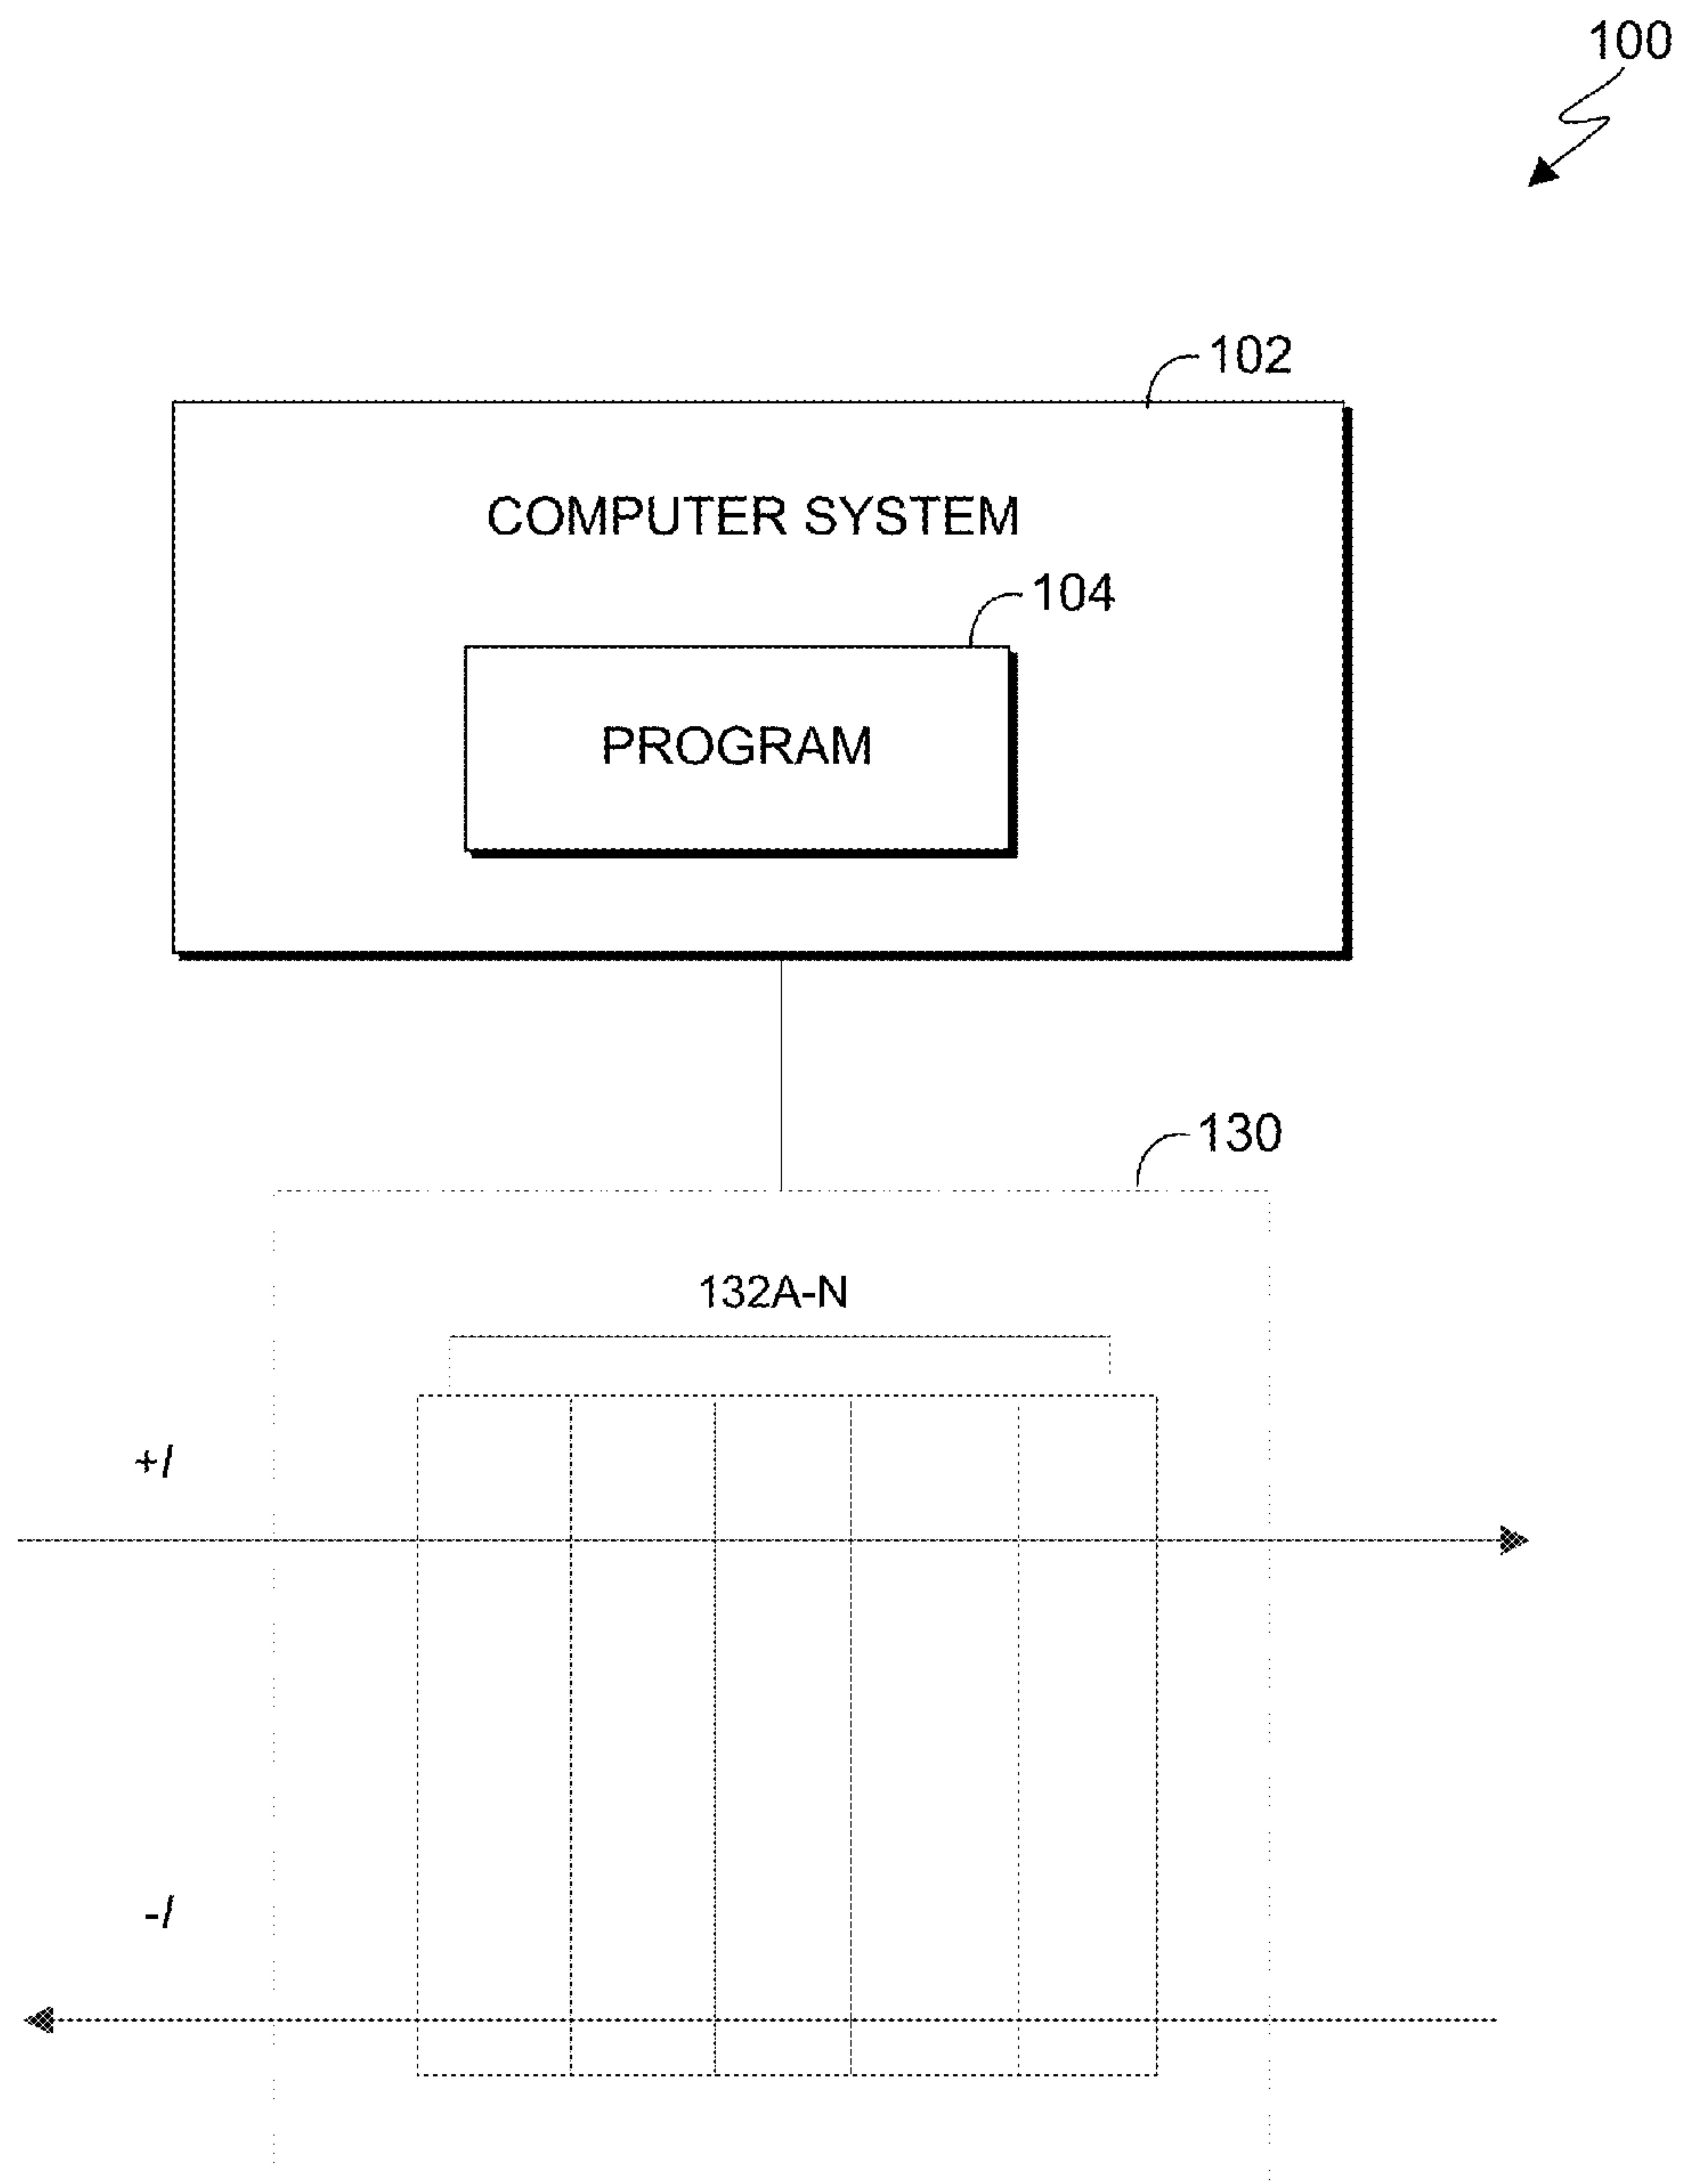 100
102
COMPUTER SYSTEM
104
PROGRAM
130
132A-N
+I
-I